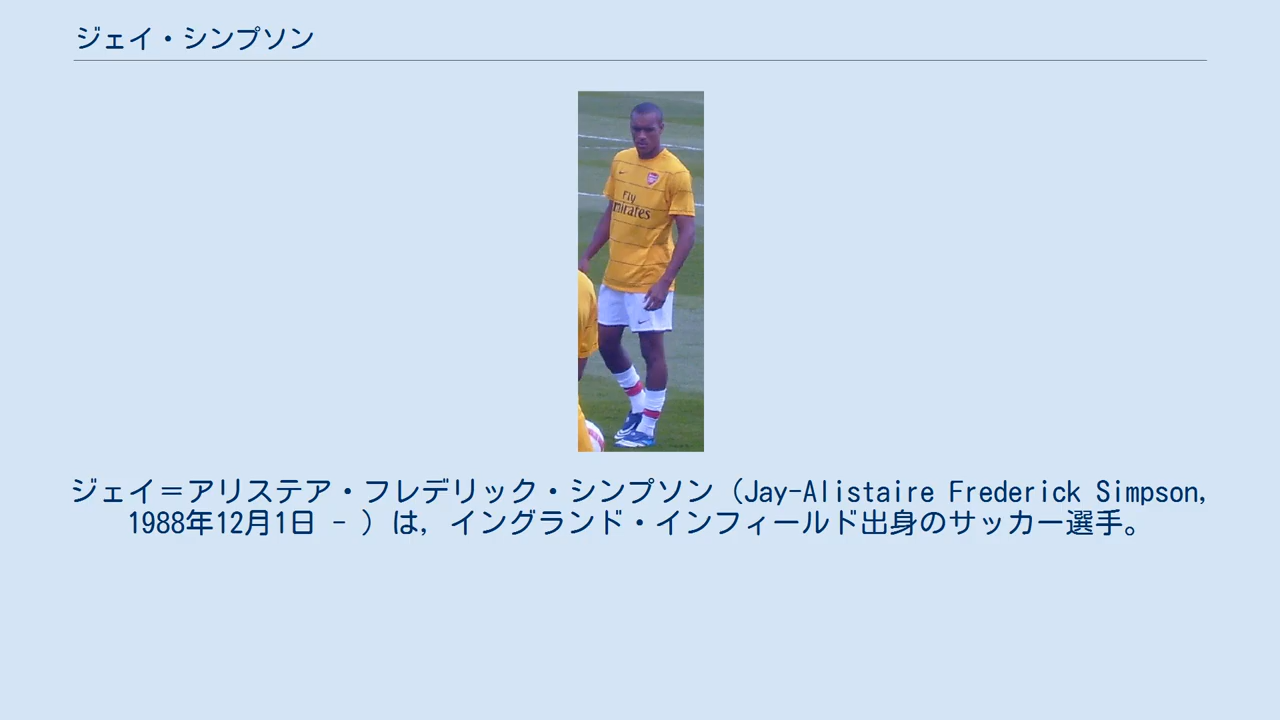 ジェイ・シンプソン
Fly
Emirates
ジェイ＝アリステア・フレデリック・シンプソン（Jay-Alistaire Frederick Simpson,
1988年12月1日 - ）は，イングランド・インフィールド出身のサッカー選手。